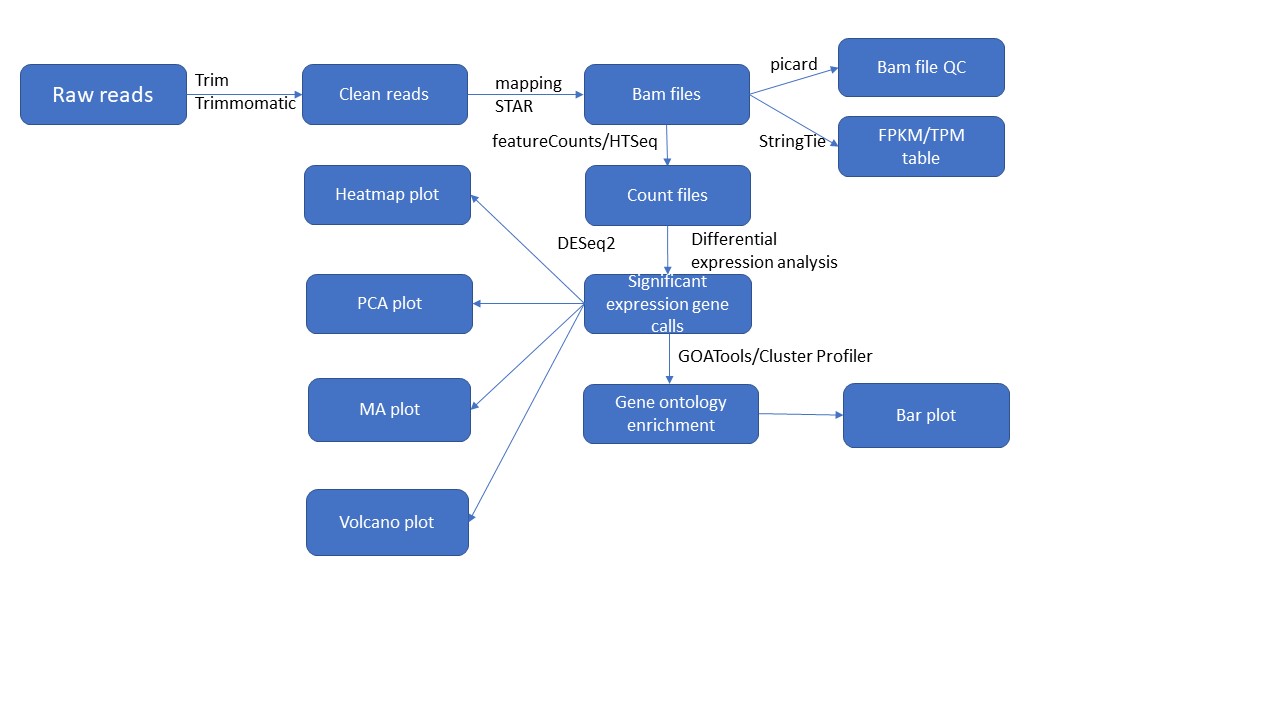 picard
Bam file QC
Raw reads
Trim
Trimmomatic
Clean reads
mapping
STAR
Bam files
featureCounts/HTSeq
StringTie
FPKM/TPM
table
Heatmap plot
Count files
DESeq2
Differential
expression analysis
PCA plot
Significant
expression gene
calls
GOATools/Cluster Profiler
MA plot
Gene ontology
enrichment
Bar plot
Volcano plot